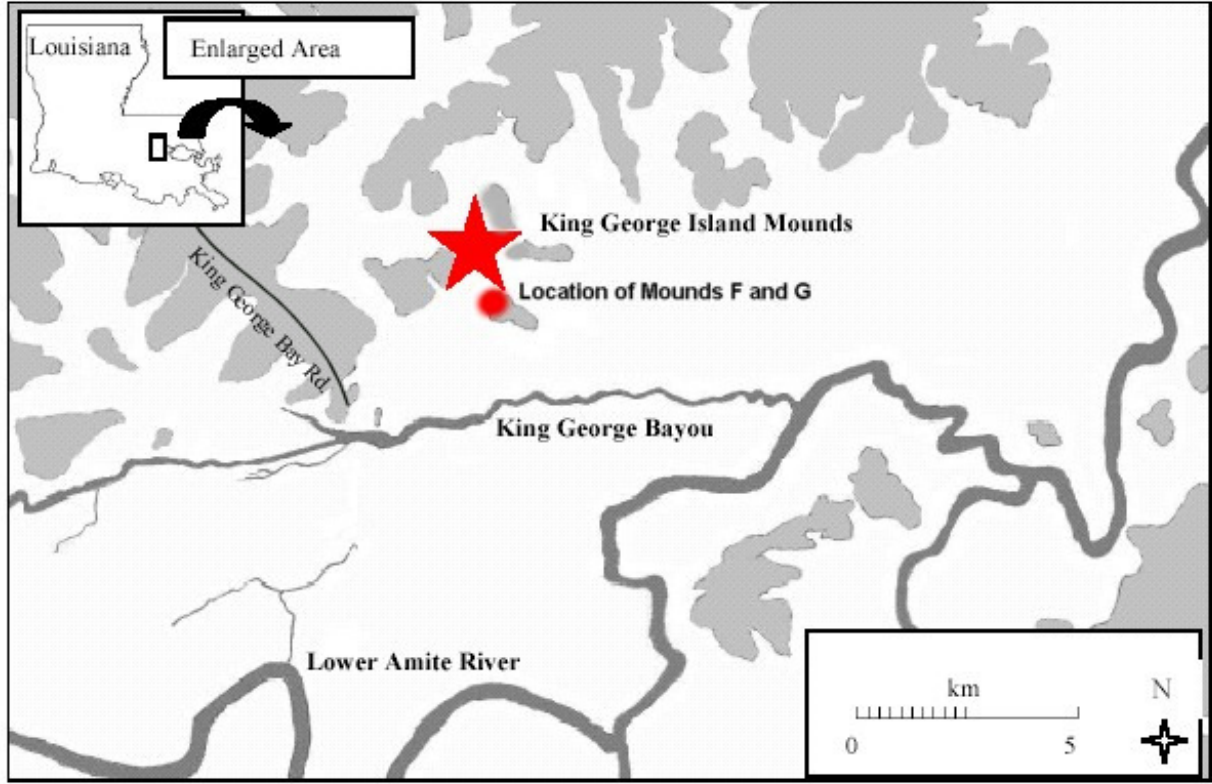 Louisiana
Enlarged Area
King George Island Mounds
King George Bay Rd.
Location of Mounds F and G
King George Bayou
Lower Amite River
km
N
0 5